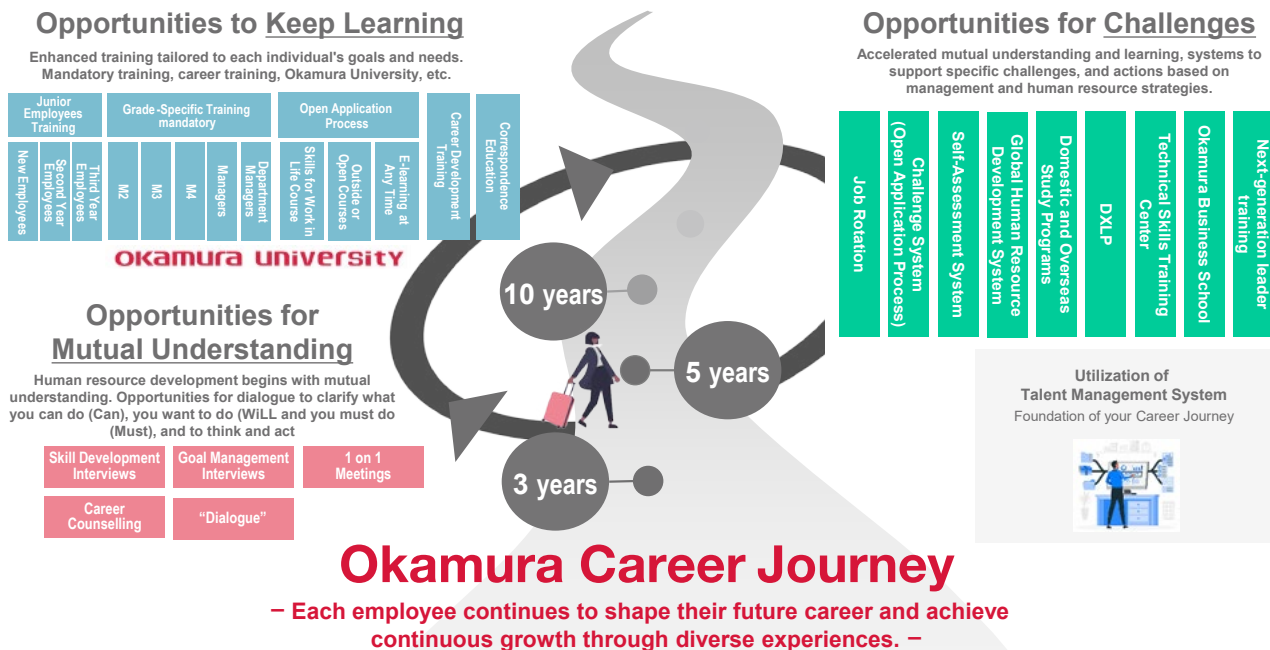 Opportunities to Keep Learning
Enhanced training tailored to each individual's goals and needs.
Mandatory training, career training, Okamura University, etc.
Junior
Employees
Training
Grade-Specific Training
mandatory
Open Application
Process
Career Development
Training
Correspondence
Education
New Employees
Second Year
Employees
Third Year
Employees
M2
M3
M4
Managers
Department
Managers
Skills for Work in
Life Course
Outside or
Open Courses
E-learning at
Any Time
okamura university
Opportunities for
Mutual Understanding
Human resource development begins with mutual
understanding. Opportunities for dialogue to clarify what
you can do (Can), you want to do (WiLL and you must do
(Must), and to think and act
Skill Development
Interviews
Goal Management
Interviews
1 on 1
Meetings
Career
Counselling
“Dialogue”
10 years
5 years
3 years
Opportunities for Challenges
Accelerated mutual understanding and learning, systems to
support specific challenges, and actions based on
management and human resource strategies.
Job Rotation
Challenge System
(Open Application Process)
Self-Assessment System
Global Human Resource
Development System
Domestic and Overseas
Study Programs
DXLP
Technical Skills Training
Center
Okamura Business School
Next-generation leader
training
Utilization of
Talent Management System
Foundation of your Career Journey
Okamura Career Journey
– Each employee continues to shape their future career and achieve
continuous growth through diverse experiences. –